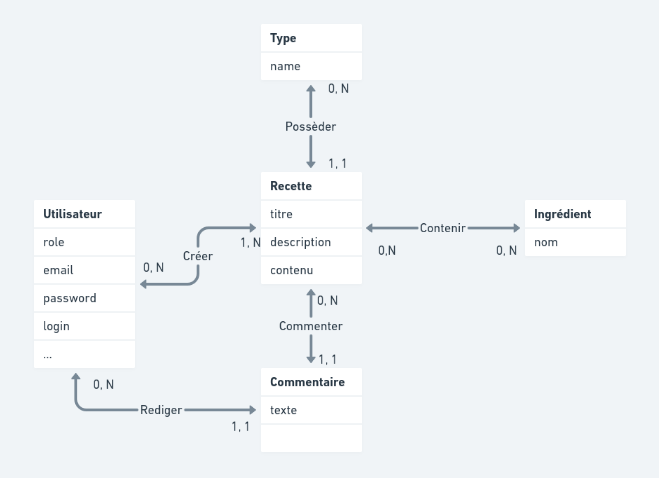 Type
name
0, N
Possèder
1, 1
Recette
titre
description
contenu
Utilisateur
role
email
password
login
...
0, N
Créer
1, N
Contenir
0,N
0, N
Ingrédient
nom
0, N
Commenter
1, 1
Commentaire
texte
0, N
Rediger
1, 1